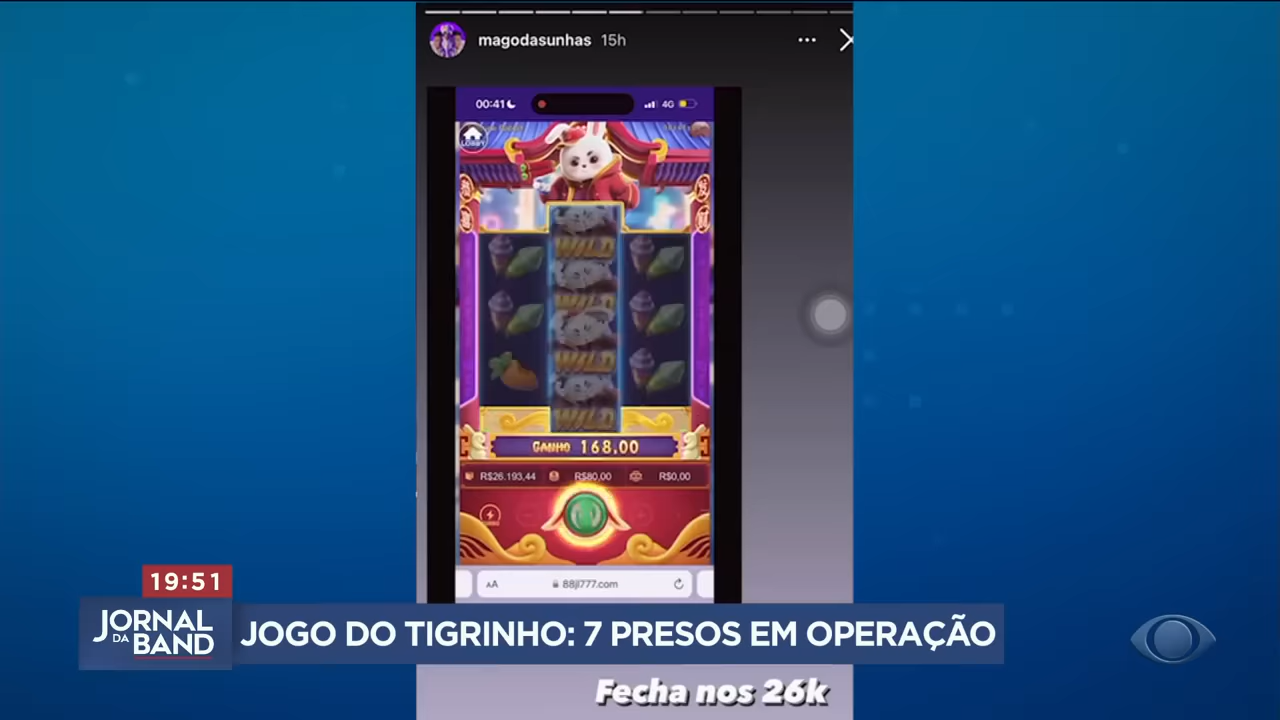 magodasunhas 15h
00:41
4G
LOBBY
WILD
WILD
WILD
WILD
GANHO 168,00
R$26.193,44 R$80,00 R$0,00
AA 88jl777.com
19:51
JORNAL DA BAND
JOGO DO TIGRINHO: 7 PRESOS EM OPERAÇÃO
Fecha nos 26k